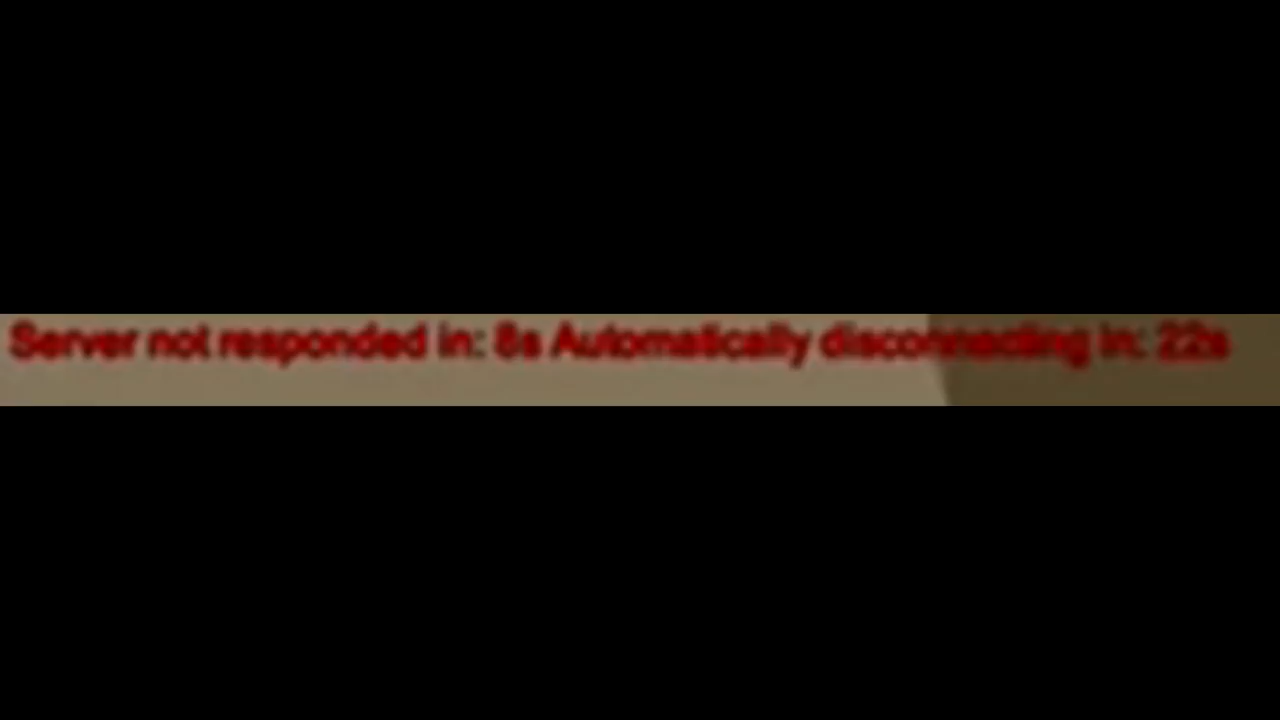 Server not responded in: 8s Automatically disconnecting in: 22s